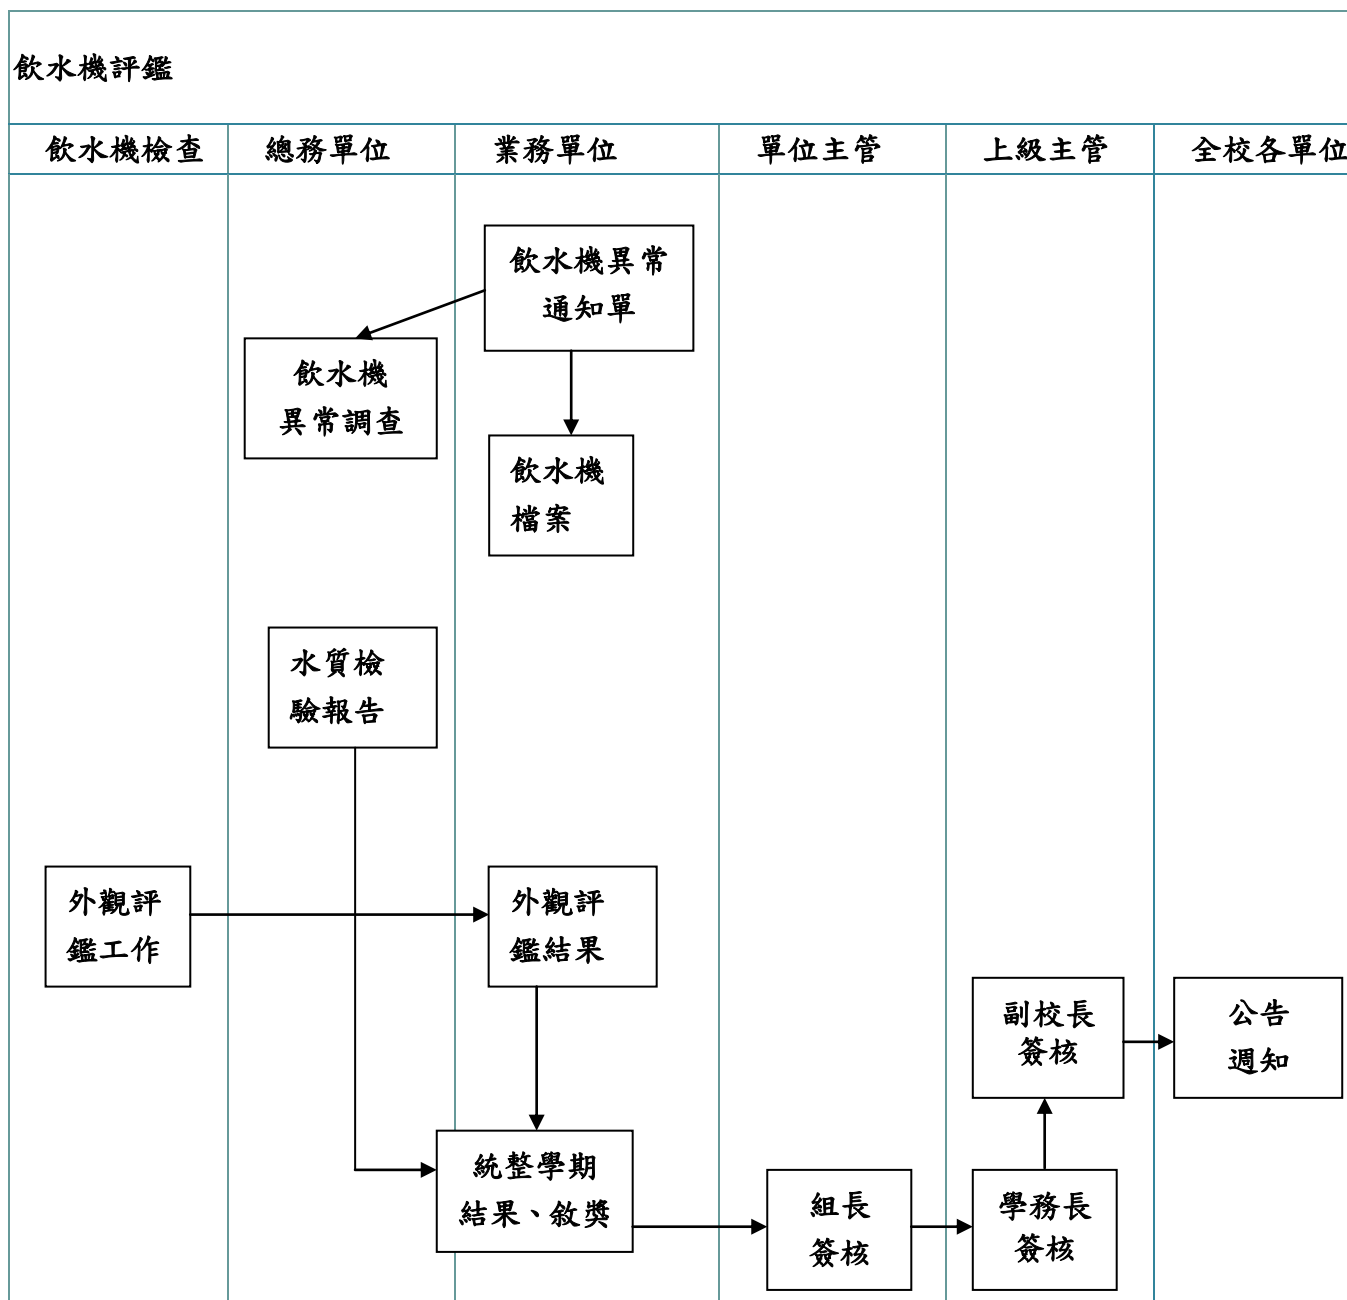 飲水機評鑑
飲水機檢查
總務單位
業務單位
單位主管
上級主管
全校各單位
飲水機異常
通知單
飲水機
異常調查
飲水機
檔案
水質檢
驗報告
外觀評
鑑工作
外觀評
鑑結果
副校長
簽核
公告
週知
統整學期
結果、敘獎
組長
簽核
學務長
簽核